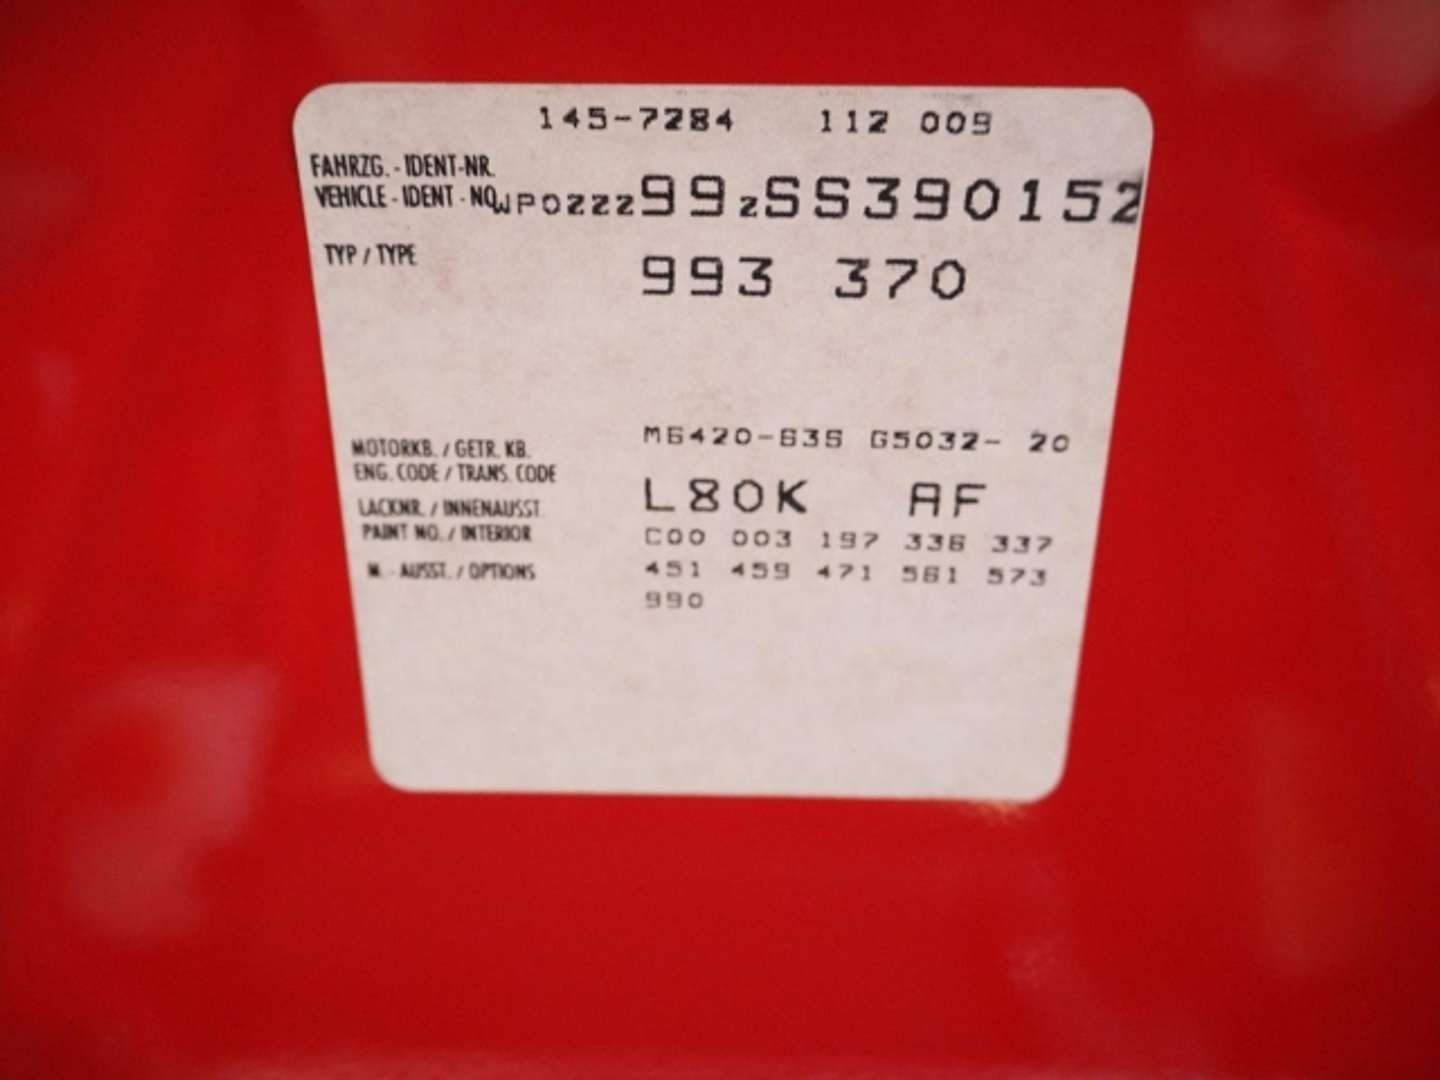 145-7284 112 009
FAHRZG. - IDENT-NR.
VEHICLE - IDENT - NO. WP0ZZZ99ZSS390152
TYP / TYPE 993 370
MOTORKB. / GETR. KB. M6420-636 G5032- 20
ENG. CODE / TRANS. CODE
LACKNR. / INNENAUSST. L80K AF
PAINT NO. / INTERIOR C00 003 197 336 337
M. - AUSST. / OPTIONS 451 459 471 561 573
990